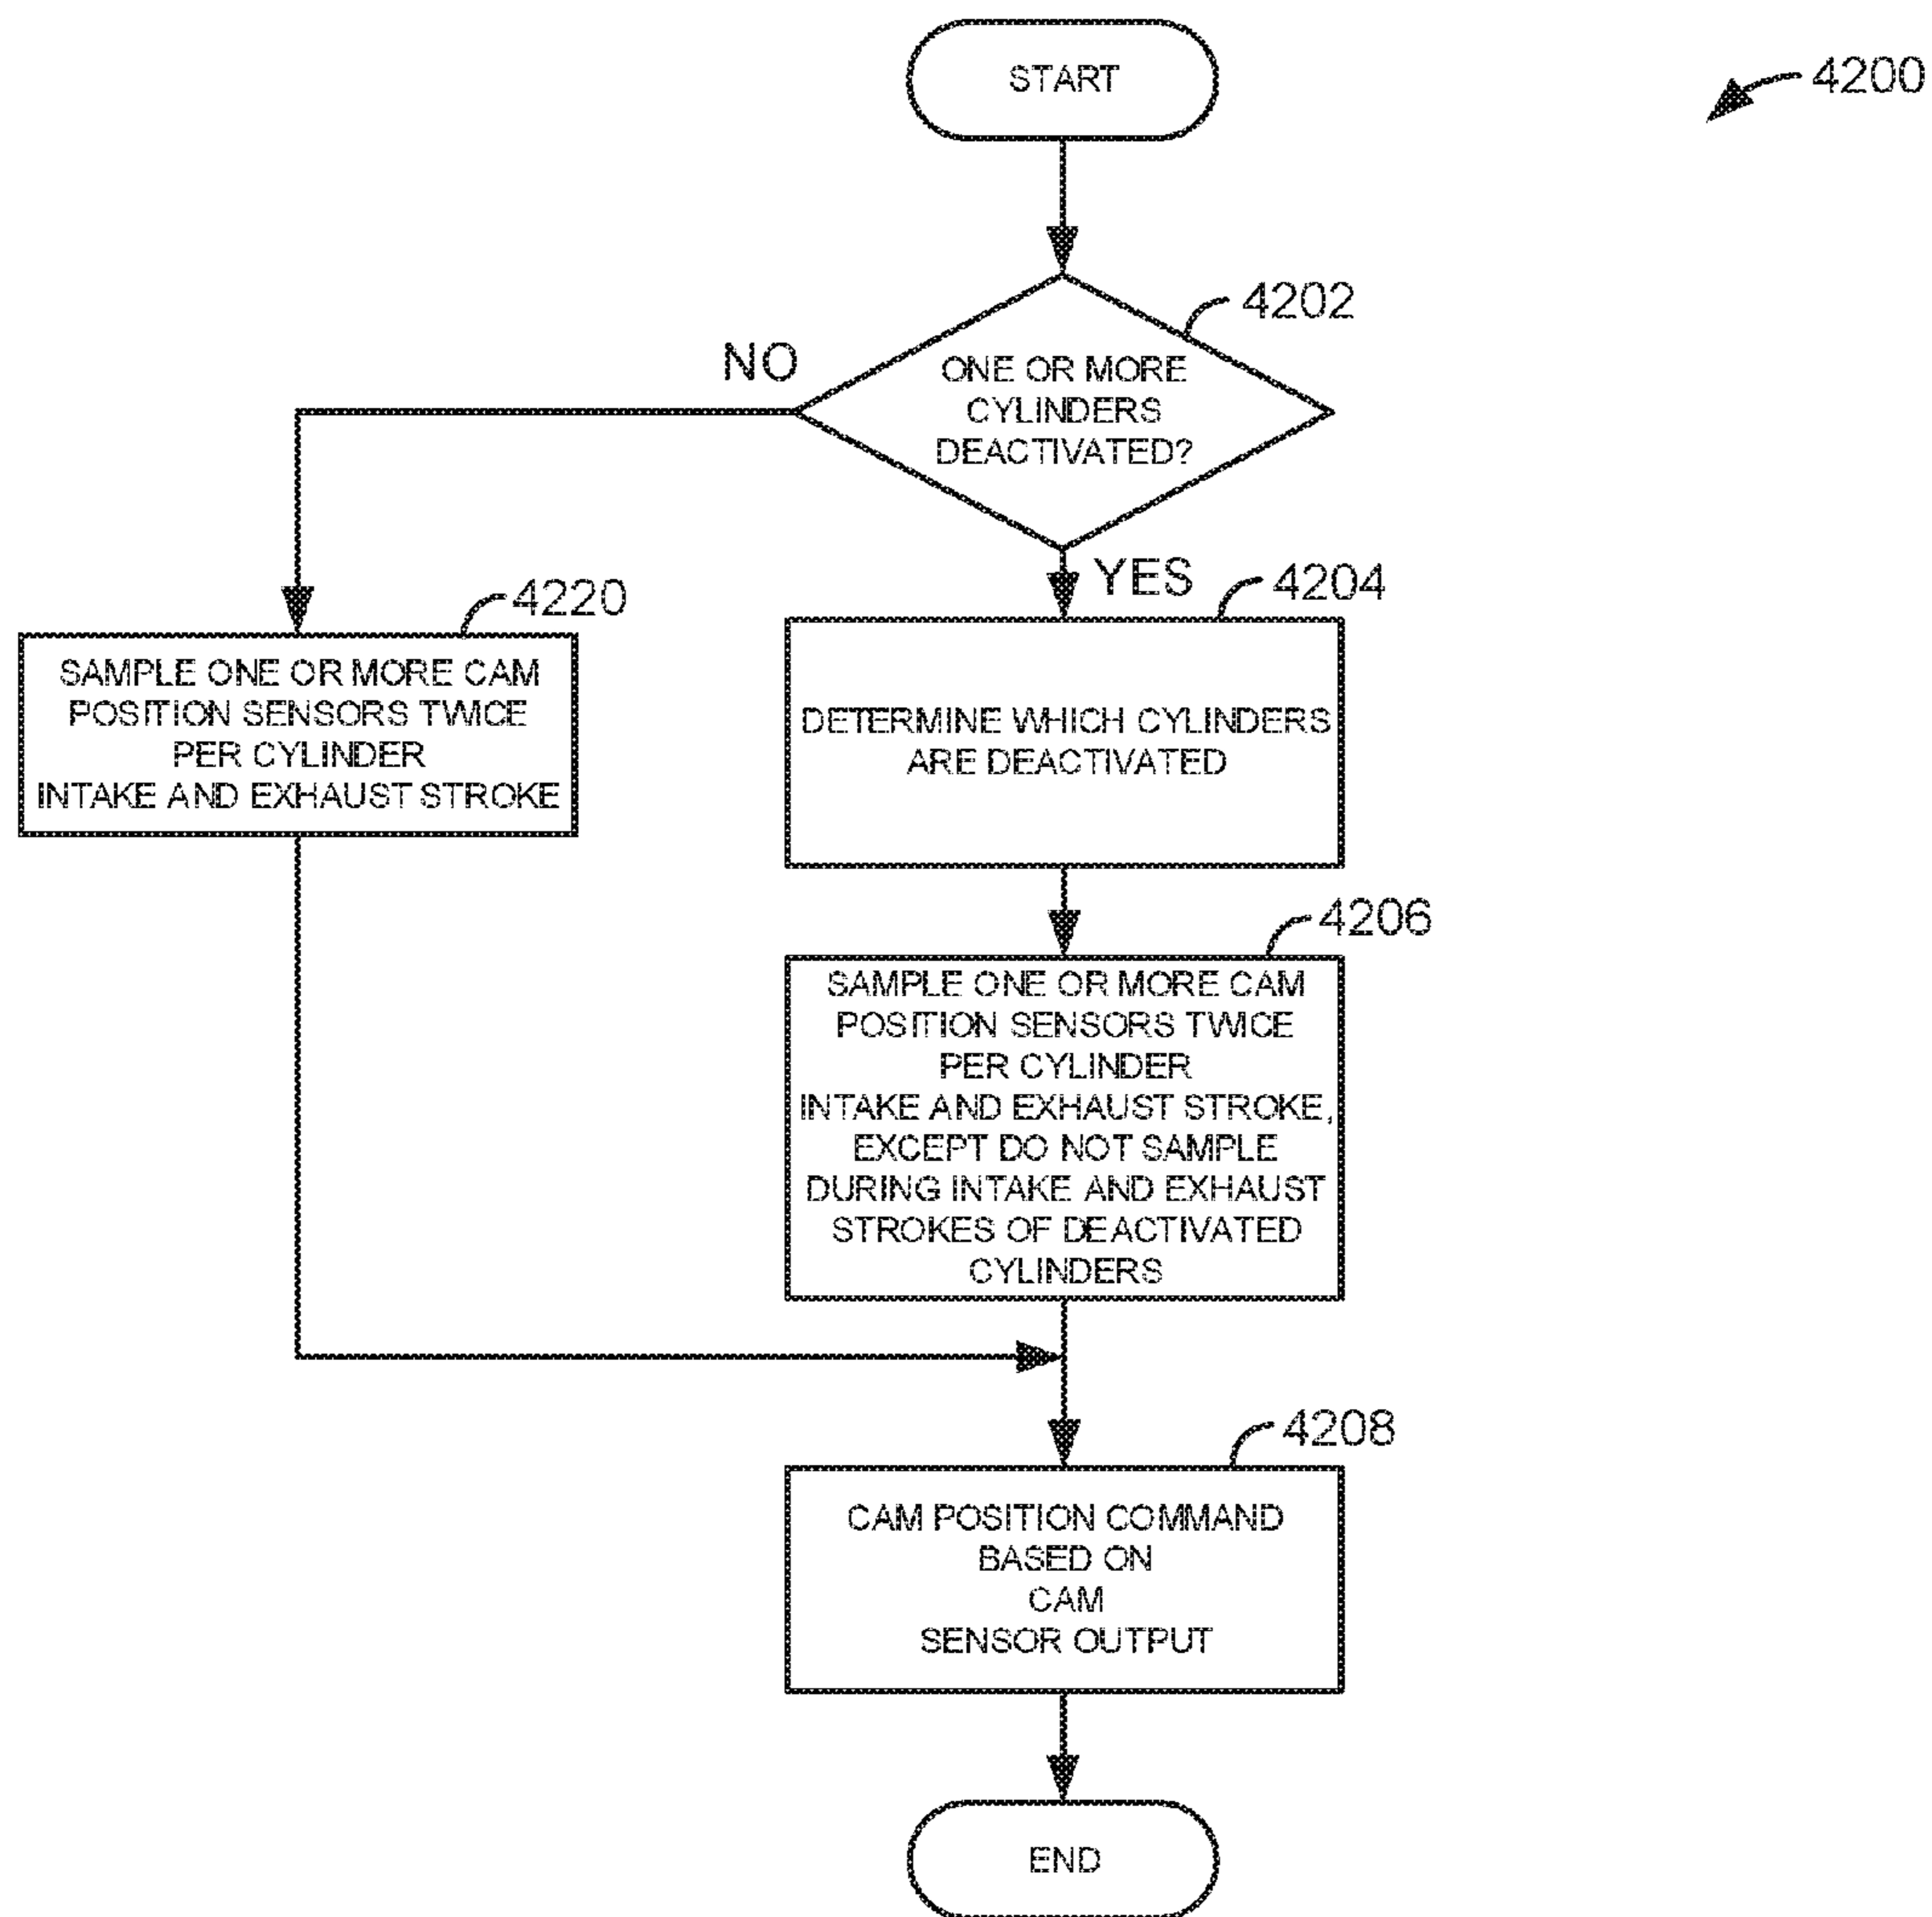 START
4200
4202
NO
ONE OR MORE
CYLINDERS
DEACTIVATED?
YES
4220
SAMPLE ONE OR MORE CAM
POSITION SENSORS TWICE
PER CYLINDER
INTAKE AND EXHAUST STROKE
4204
DETERMINE WHICH CYLINDERS
ARE DEACTIVATED
4206
SAMPLE ONE OR MORE CAM
POSITION SENSORS TWICE
PER CYLINDER
INTAKE AND EXHAUST STROKE,
EXCEPT DO NOT SAMPLE
DURING INTAKE AND EXHAUST
STROKES OF DEACTIVATED
CYLINDERS
4208
CAM POSITION COMMAND
BASED ON
CAM
SENSOR OUTPUT
END